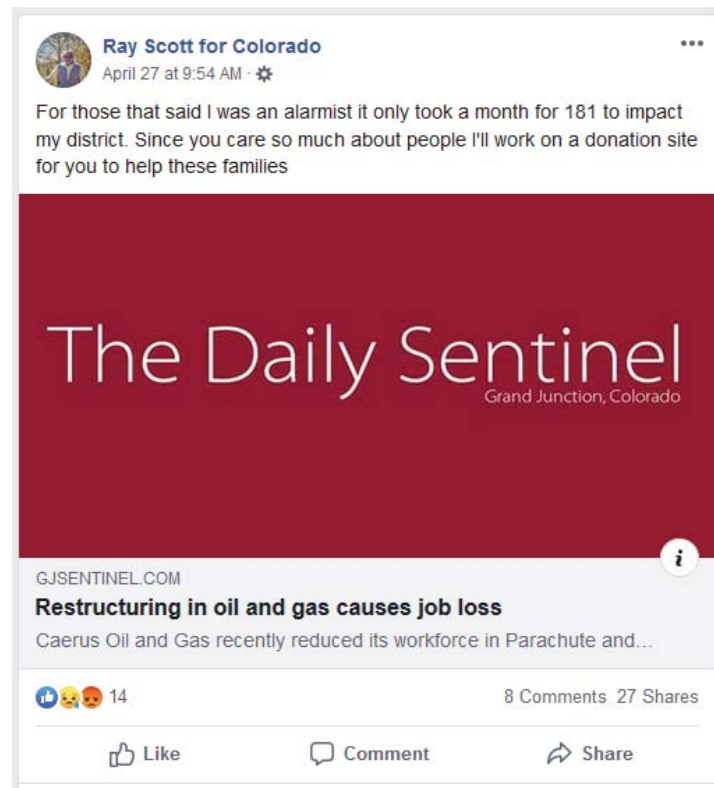 Ray Scott for Colorado
April 27 at 9:54 AM ·
For those that said I was an alarmist it only took a month for 181 to impact
my district. Since you care so much about people I'll work on a donation site
for you to help these families
The Daily Sentinel
Grand Junction, Colorado
i
GJSENTINEL.COM
Restructuring in oil and gas causes job loss
Caerus Oil and Gas recently reduced its workforce in Parachute and...
14 8 Comments 27 Shares
Like Comment Share